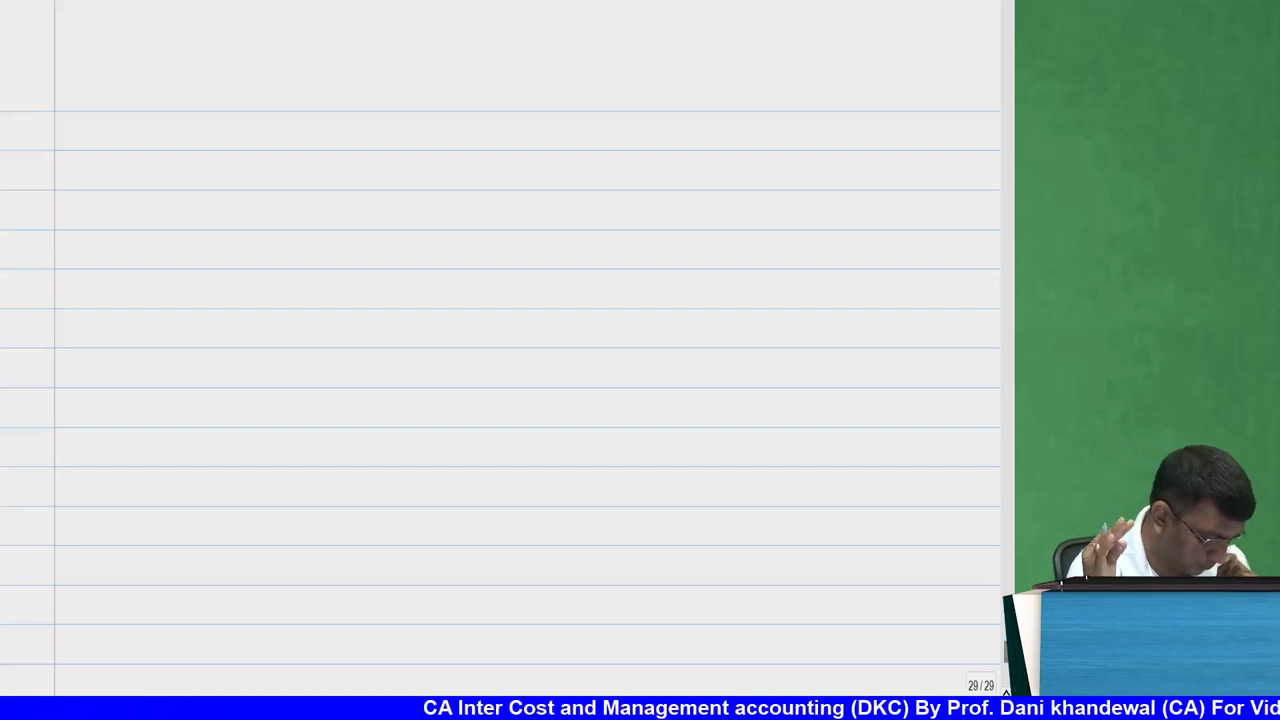 29/29
CA Inter Cost and Management accounting (DKC) By Prof. Dani khandewal (CA) For Vid